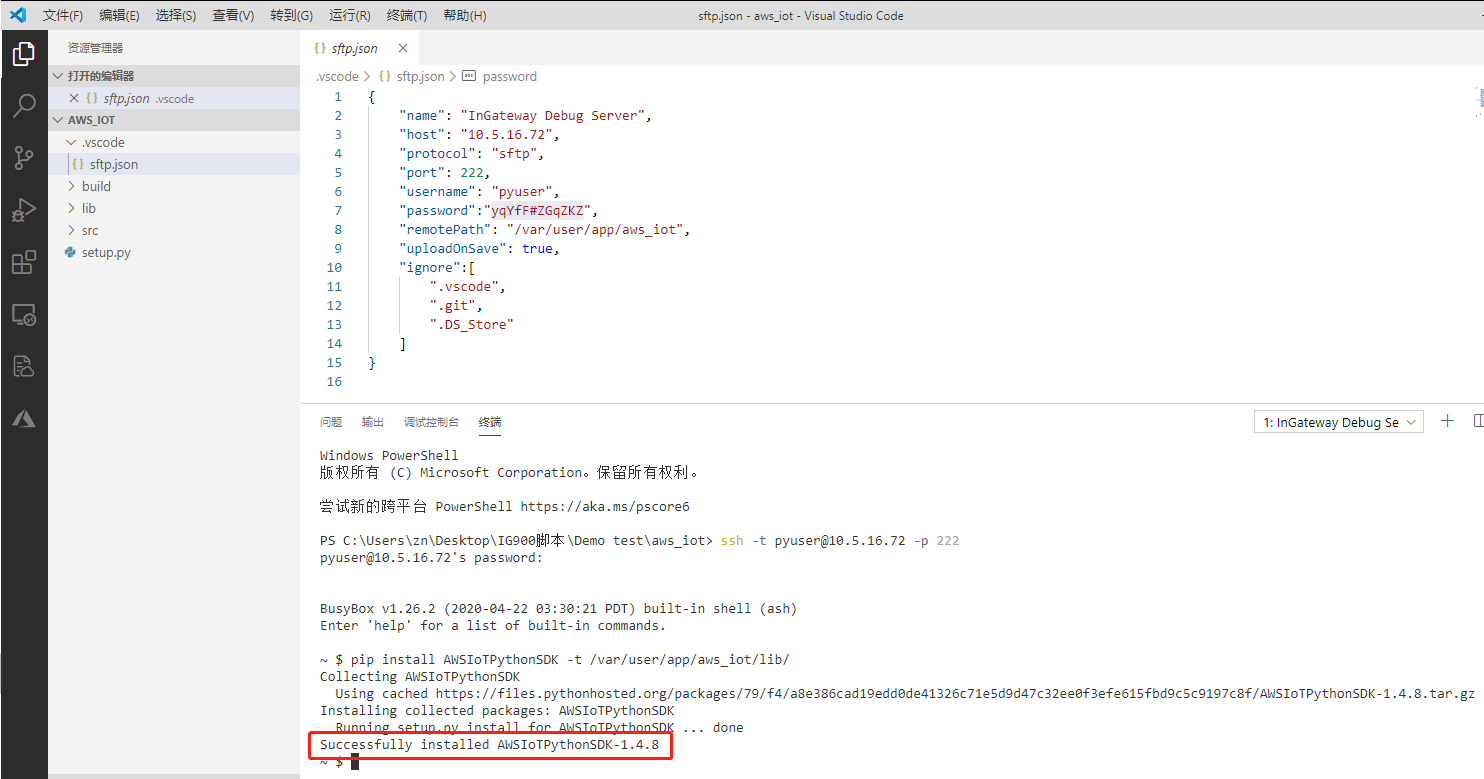 文件(F) 编辑(E) 选择(S) 查看(V) 转到(G) 运行(R) 终端(T) 帮助(H) sftp.json - aws_iot - Visual Studio Code
资源管理器
打开的编辑器
{} sftp.json .vscode
AWS_IOT
.vscode
{} sftp.json
build
lib
src
setup.py
{} sftp.json
.vscode > {} sftp.json > password
1 {
2 "name": "InGateway Debug Server",
3 "host": "10.5.16.72",
4 "protocol": "sftp",
5 "port": 222,
6 "username": "pyuser",
7 "password":"yqYfF#ZGqZKZ",
8 "remotePath": "/var/user/app/aws_iot",
9 "uploadOnSave": true,
10 "ignore":[
11 ".vscode",
12 ".git",
13 ".DS_Store"
14 ]
15 }
16
问题 输出 调试控制台 终端 1: InGateway Debug Se
Windows PowerShell
版权所有 (C) Microsoft Corporation。保留所有权利。
尝试新的跨平台 PowerShell https://aka.ms/pscore6
PS C:\Users\zn\Desktop\IG900脚本\Demo test\aws_iot> ssh -t pyuser@10.5.16.72 -p 222
pyuser@10.5.16.72's password:
BusyBox v1.26.2 (2020-04-22 03:30:21 PDT) built-in shell (ash)
Enter 'help' for a list of built-in commands.
~ $ pip install AWSIoTPythonSDK -t /var/user/app/aws_iot/lib/
Collecting AWSIoTPythonSDK
Using cached https://files.pythonhosted.org/packages/79/f4/a8e386cad19edd0de41326c71e5d9d47c32ee0f3efe615fbd9c5c9197c8f/AWSIoTPythonSDK-1.4.8.tar.gz
Installing collected packages: AWSIoTPythonSDK
Running setup.py install for AWSIoTPythonSDK ... done
Successfully installed AWSIoTPythonSDK-1.4.8
~ $